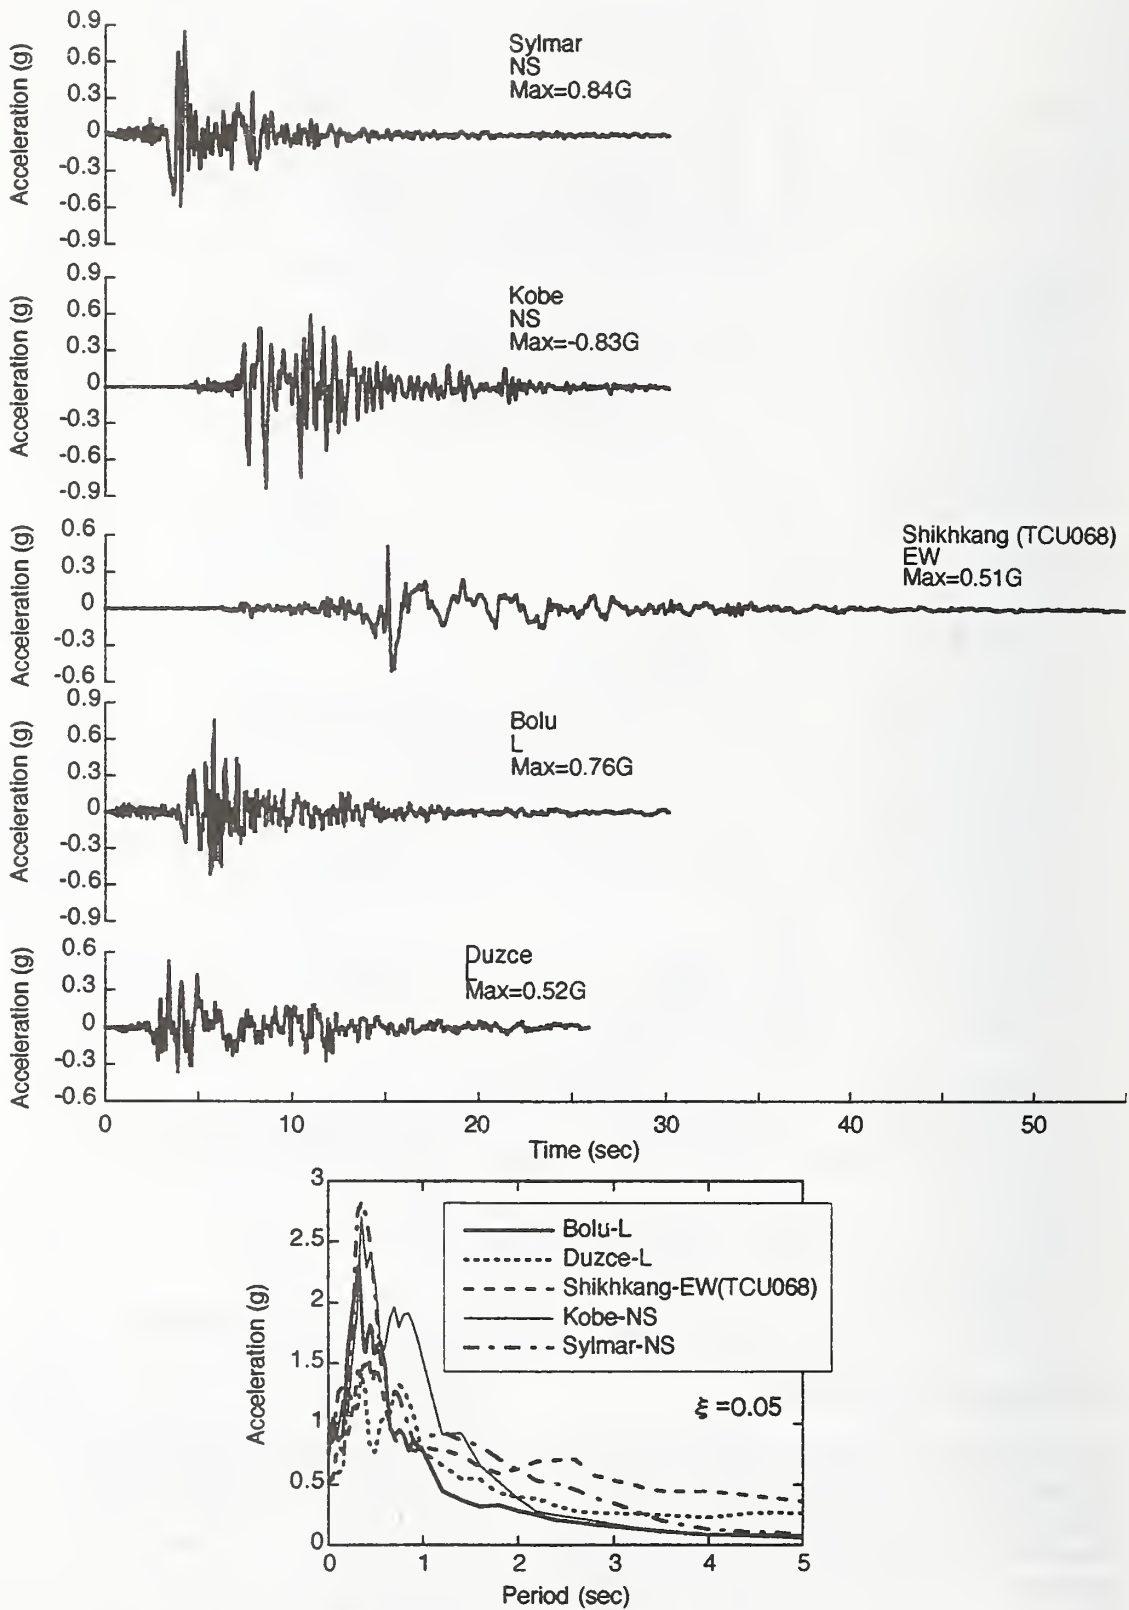 0.9
0.6
0.3
0
-0.3
-0.6
-0.9
Acceleration (g)
Sylmar
NS
Max=0.84G
0.9
0.6
0.3
0
-0.3
-0.6
-0.9
Acceleration (g)
Kobe
NS
Max=-0.83G
0.6
0.3
0
-0.3
-0.6
Acceleration (g)
Shikhkang (TCU068)
EW
Max=0.51G
0.9
0.6
0.3
0
-0.3
-0.6
-0.9
Acceleration (g)
Bolu
L
Max=0.76G
0.6
0.3
0
-0.3
-0.6
Acceleration (g)
Duzce
L
Max=0.52G
0 10 20 30 40 50
Time (sec)
3
2.5
2
1.5
1
0.5
0
Acceleration (g)
Bolu-L
Duzce-L
Shikhkang-EW(TCU068)
Kobe-NS
Sylmar-NS
ξ =0.05
0 1 2 3 4 5
Period (sec)